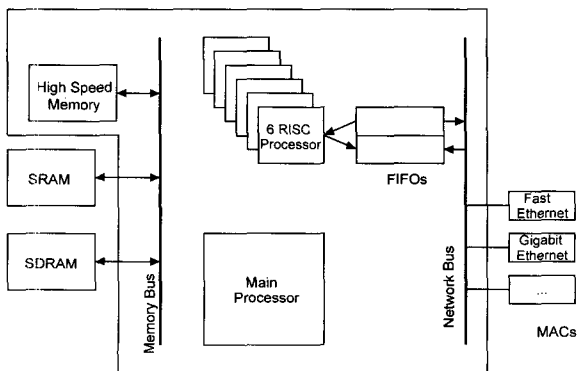 High Speed
Memory
6 RISC
Processor
FIFOs
SRAM
SDRAM
Memory Bus
Main
Processor
Network Bus
Fast
Ethernet
Gigabit
Ethernet
...
MACs